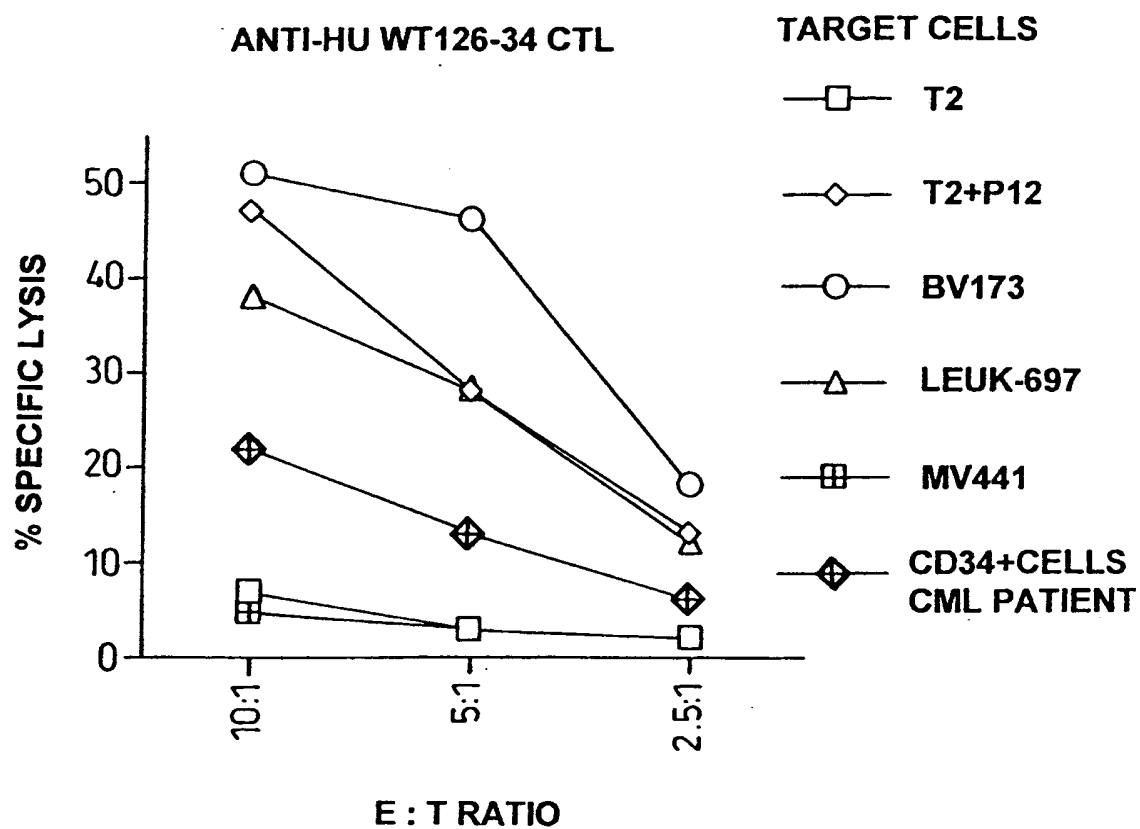 ANTI-HU WT126-34 CTL
TARGET CELLS
T2
T2+P12
BV173
LEUK-697
MV441
CD34+CELLS
CML PATIENT
% SPECIFIC LYSIS
50
40
30
20
10
0
10:1
5:1
2.5:1
E : T RATIO